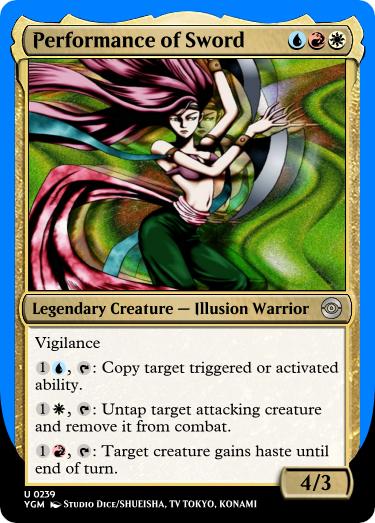 Performance of Sword
Legendary Creature — Illusion Warrior
Vigilance
1, : Copy target triggered or activated
ability.
1, : Untap target attacking creature
and remove it from combat.
1, : Target creature gains haste until
end of turn.
4/3
U 0239
YGM Studio Dice/SHUEISHA, TV TOKYO, KONAMI